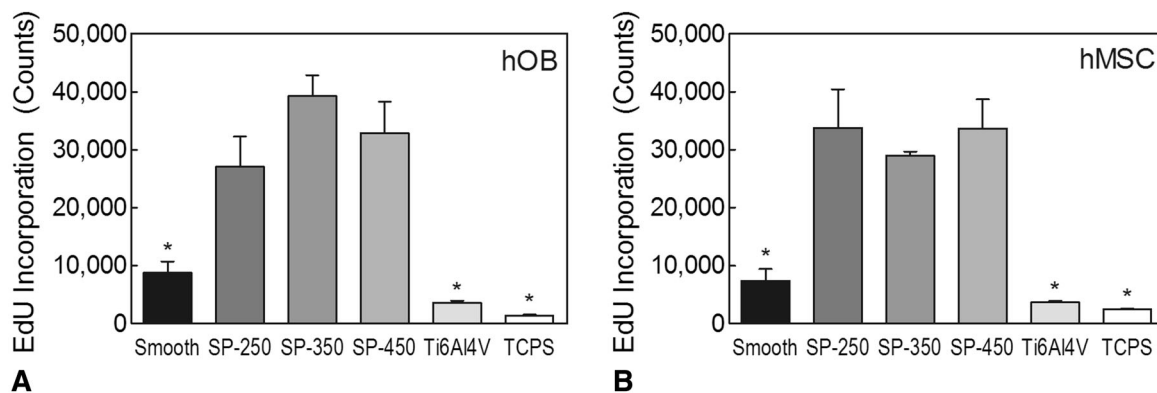 50,000
40,000
30,000
20,000
10,000
0
EdU Incorporation (Counts)
hOB
*
*
*
Smooth SP-250 SP-350 SP-450 Ti6Al4V TCPS
A
50,000
40,000
30,000
20,000
10,000
0
EdU Incorporation (Counts)
hMSC
*
*
*
Smooth SP-250 SP-350 SP-450 Ti6Al4V TCPS
B